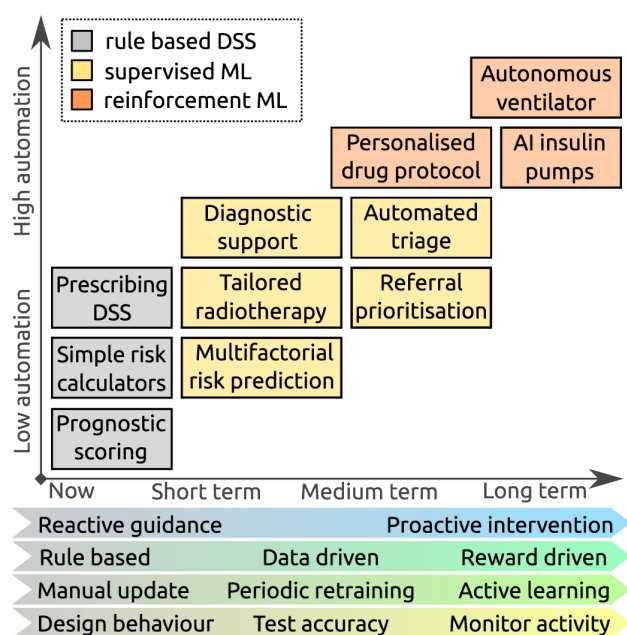 rule based DSS
supervised ML
reinforcement ML
High automation
Low automation
Autonomous
ventilator
Personalised
drug protocol
AI insulin
pumps
Diagnostic
support
Automated
triage
Prescribing
DSS
Tailored
radiotherapy
Referral
prioritisation
Simple risk
calculators
Multifactorial
risk prediction
Prognostic
scoring
Now Short term Medium term Long term
Reactive guidance Proactive intervention
Rule based Data driven Reward driven
Manual update Periodic retraining Active learning
Design behaviour Test accuracy Monitor activity